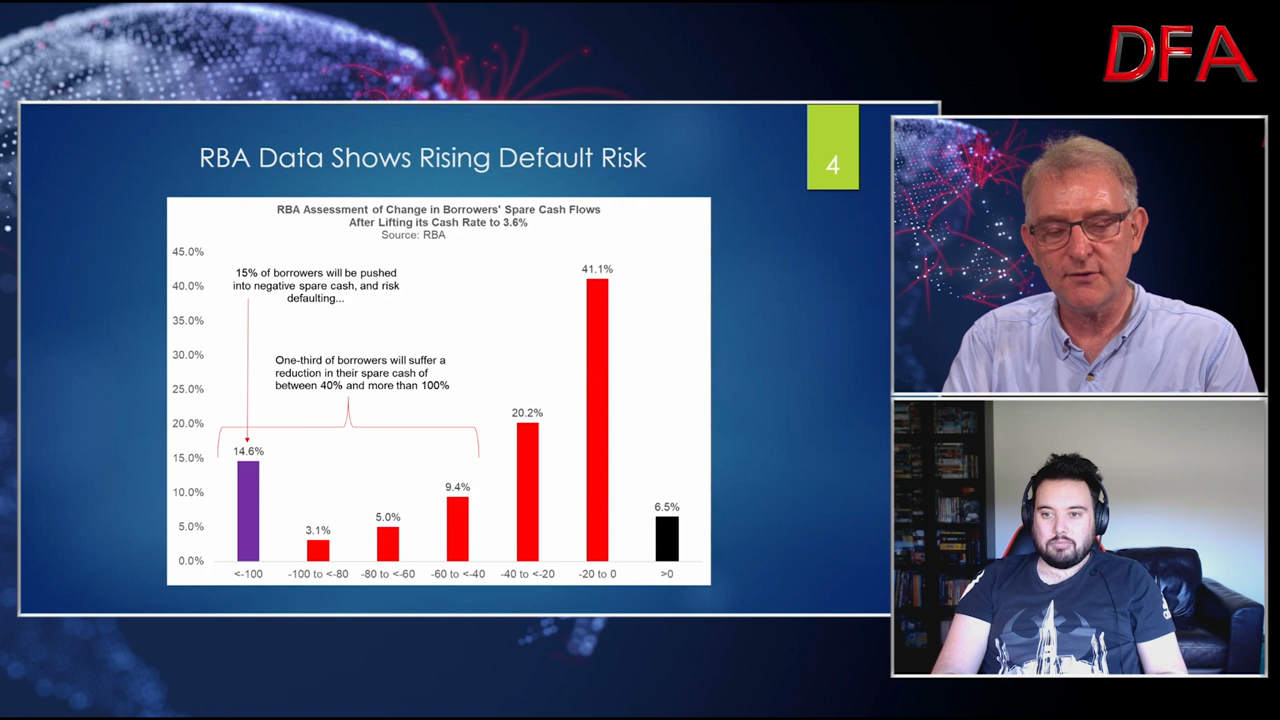 DFA
RBA Data Shows Rising Default Risk
4
RBA Assessment of Change in Borrowers' Spare Cash Flows
After Lifting its Cash Rate to 3.6%
Source: RBA
45.0%
40.0%
35.0%
30.0%
25.0%
20.0%
15.0%
10.0%
5.0%
0.0%
15% of borrowers will be pushed
into negative spare cash, and risk
defaulting...
One-third of borrowers will suffer a
reduction in their spare cash of
between 40% and more than 100%
14.6%
3.1%
5.0%
9.4%
20.2%
41.1%
6.5%
<-100
-100 to <-80
-80 to <-60
-60 to <-40
-40 to <-20
-20 to 0
>0